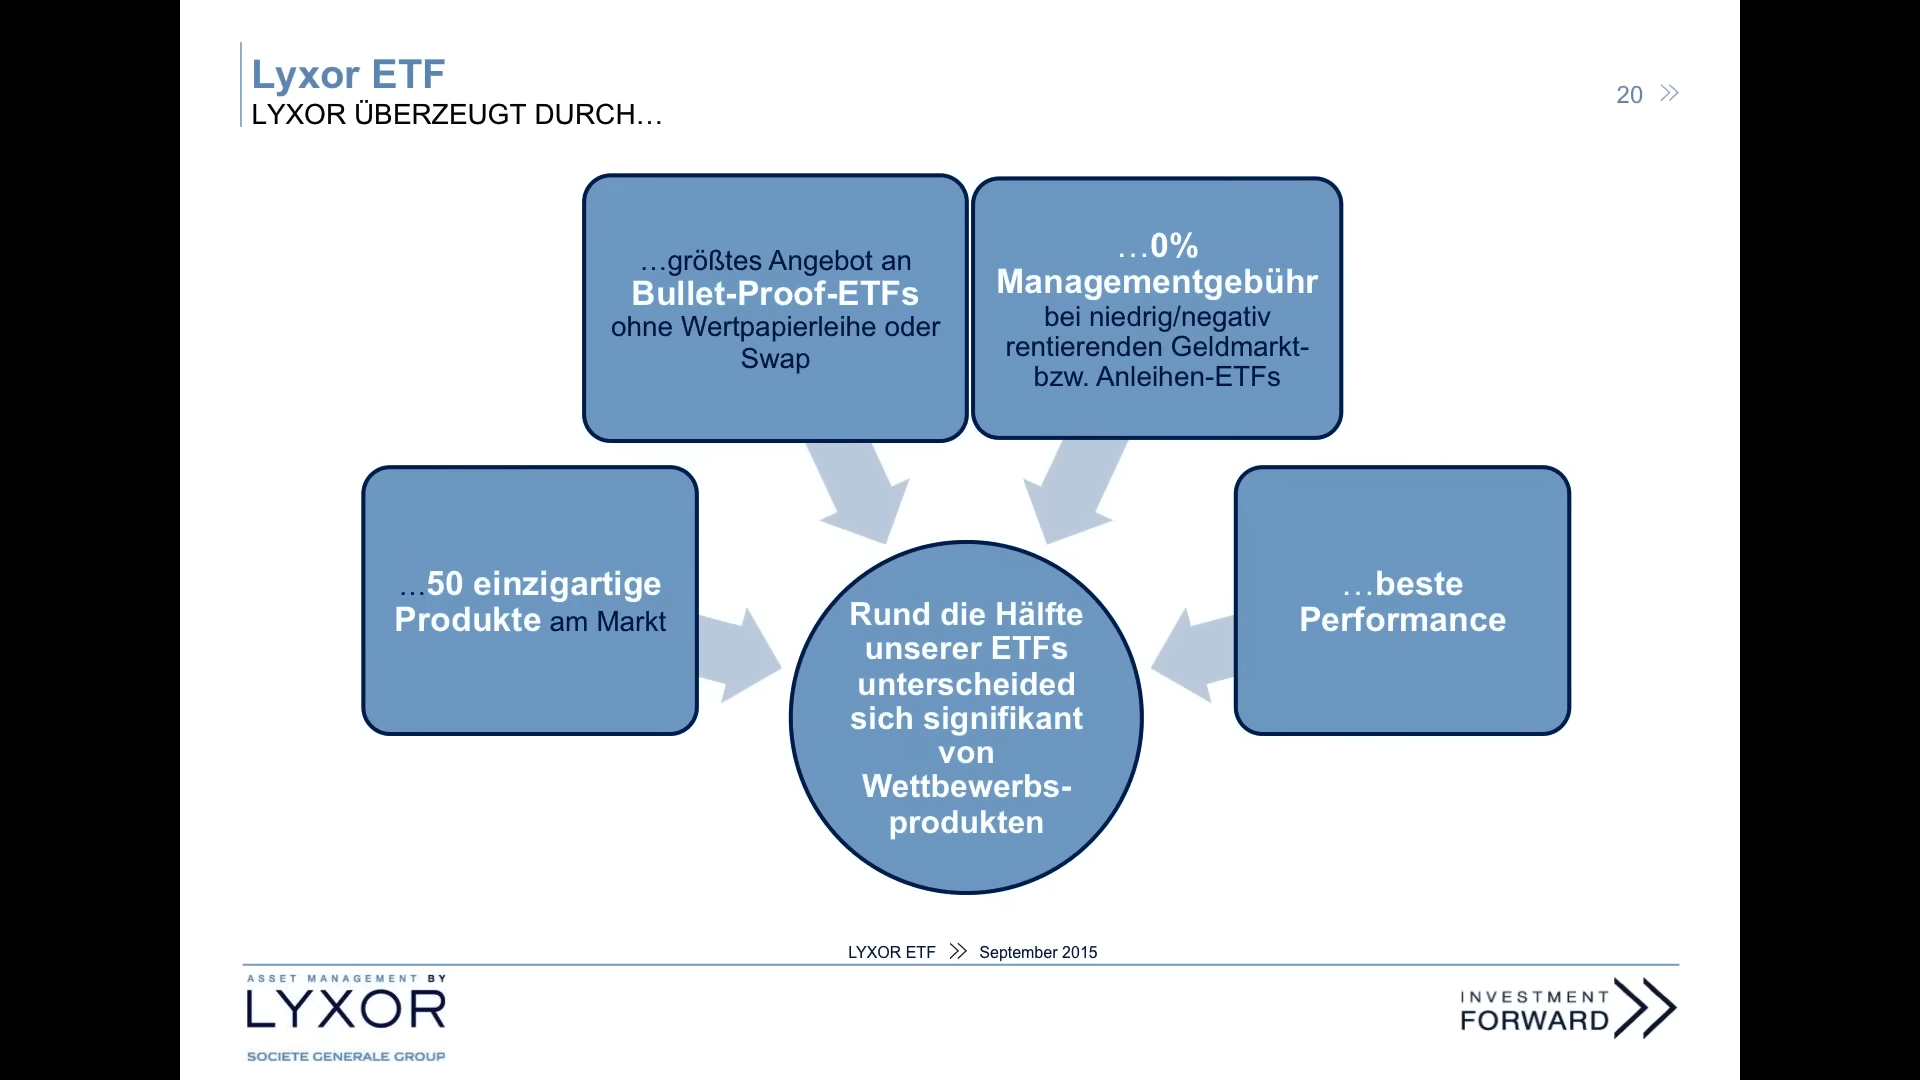 Lyxor ETF
LYXOR ÜBERZEUGT DURCH…
20
…größtes Angebot an
Bullet-Proof-ETFs
ohne Wertpapierleihe oder
Swap
…0%
Managementgebühr
bei niedrig/negativ
rentierenden Geldmarkt-
bzw. Anleihen-ETFs
…50 einzigartige
Produkte am Markt
…beste
Performance
Rund die Hälfte
unserer ETFs
unterscheided
sich signifikant
von
Wettbewerbs-
produkten
LYXOR ETF September 2015
ASSET MANAGEMENT BY
LYXOR
SOCIETE GENERALE GROUP
INVESTMENT
FORWARD